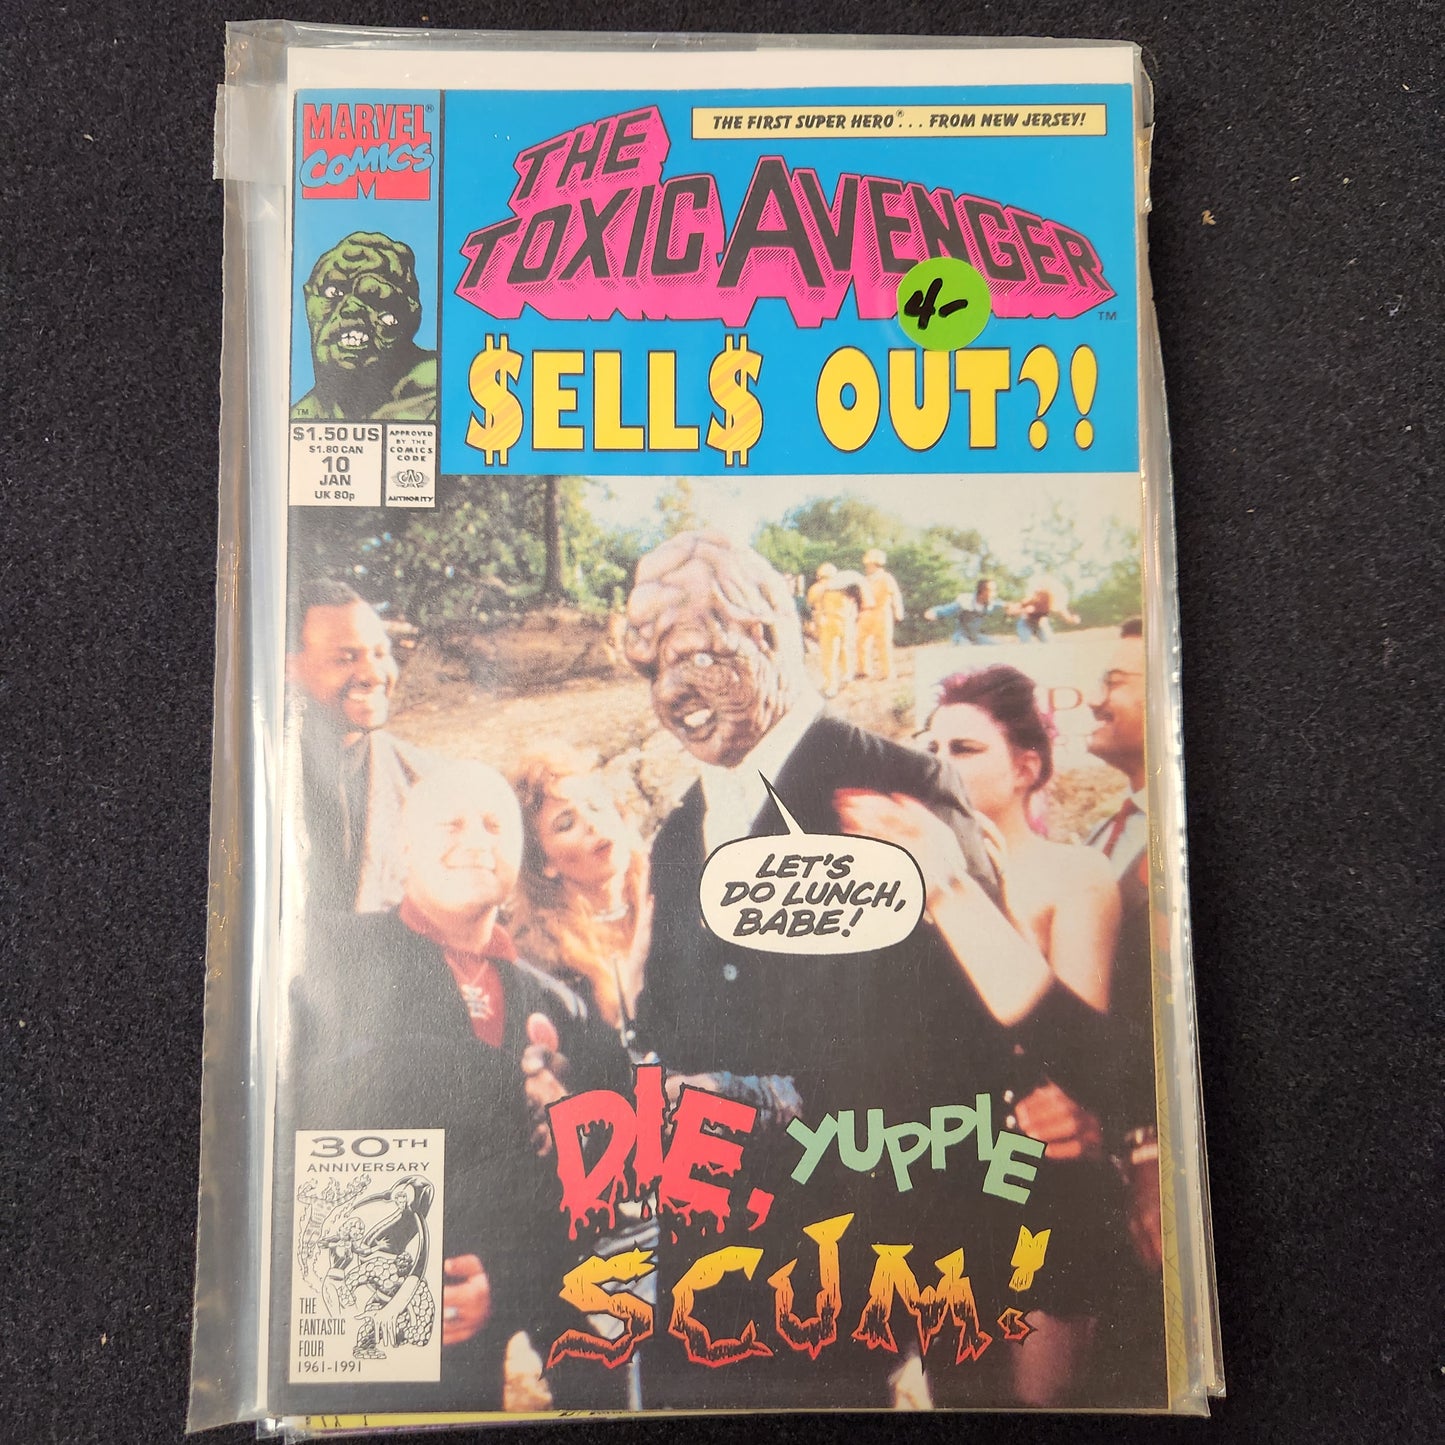 MARVEL®
COMICS
M
THE FIRST SUPER HERO®... FROM NEW JERSEY!
THE
TOXIC AVENGER™
4-
$ELL$ OUT?!
TM
$1.50 US
$1.80 CAN
10
JAN
UK 80p
APPROVED
BY THE
COMICS
CODE
AUTHORITY
LET'S
DO LUNCH,
BABE!
DIE, YUPPIE
SCUM!
30TH
ANNIVERSARY
THE
FANTASTIC
FOUR
1961-1991